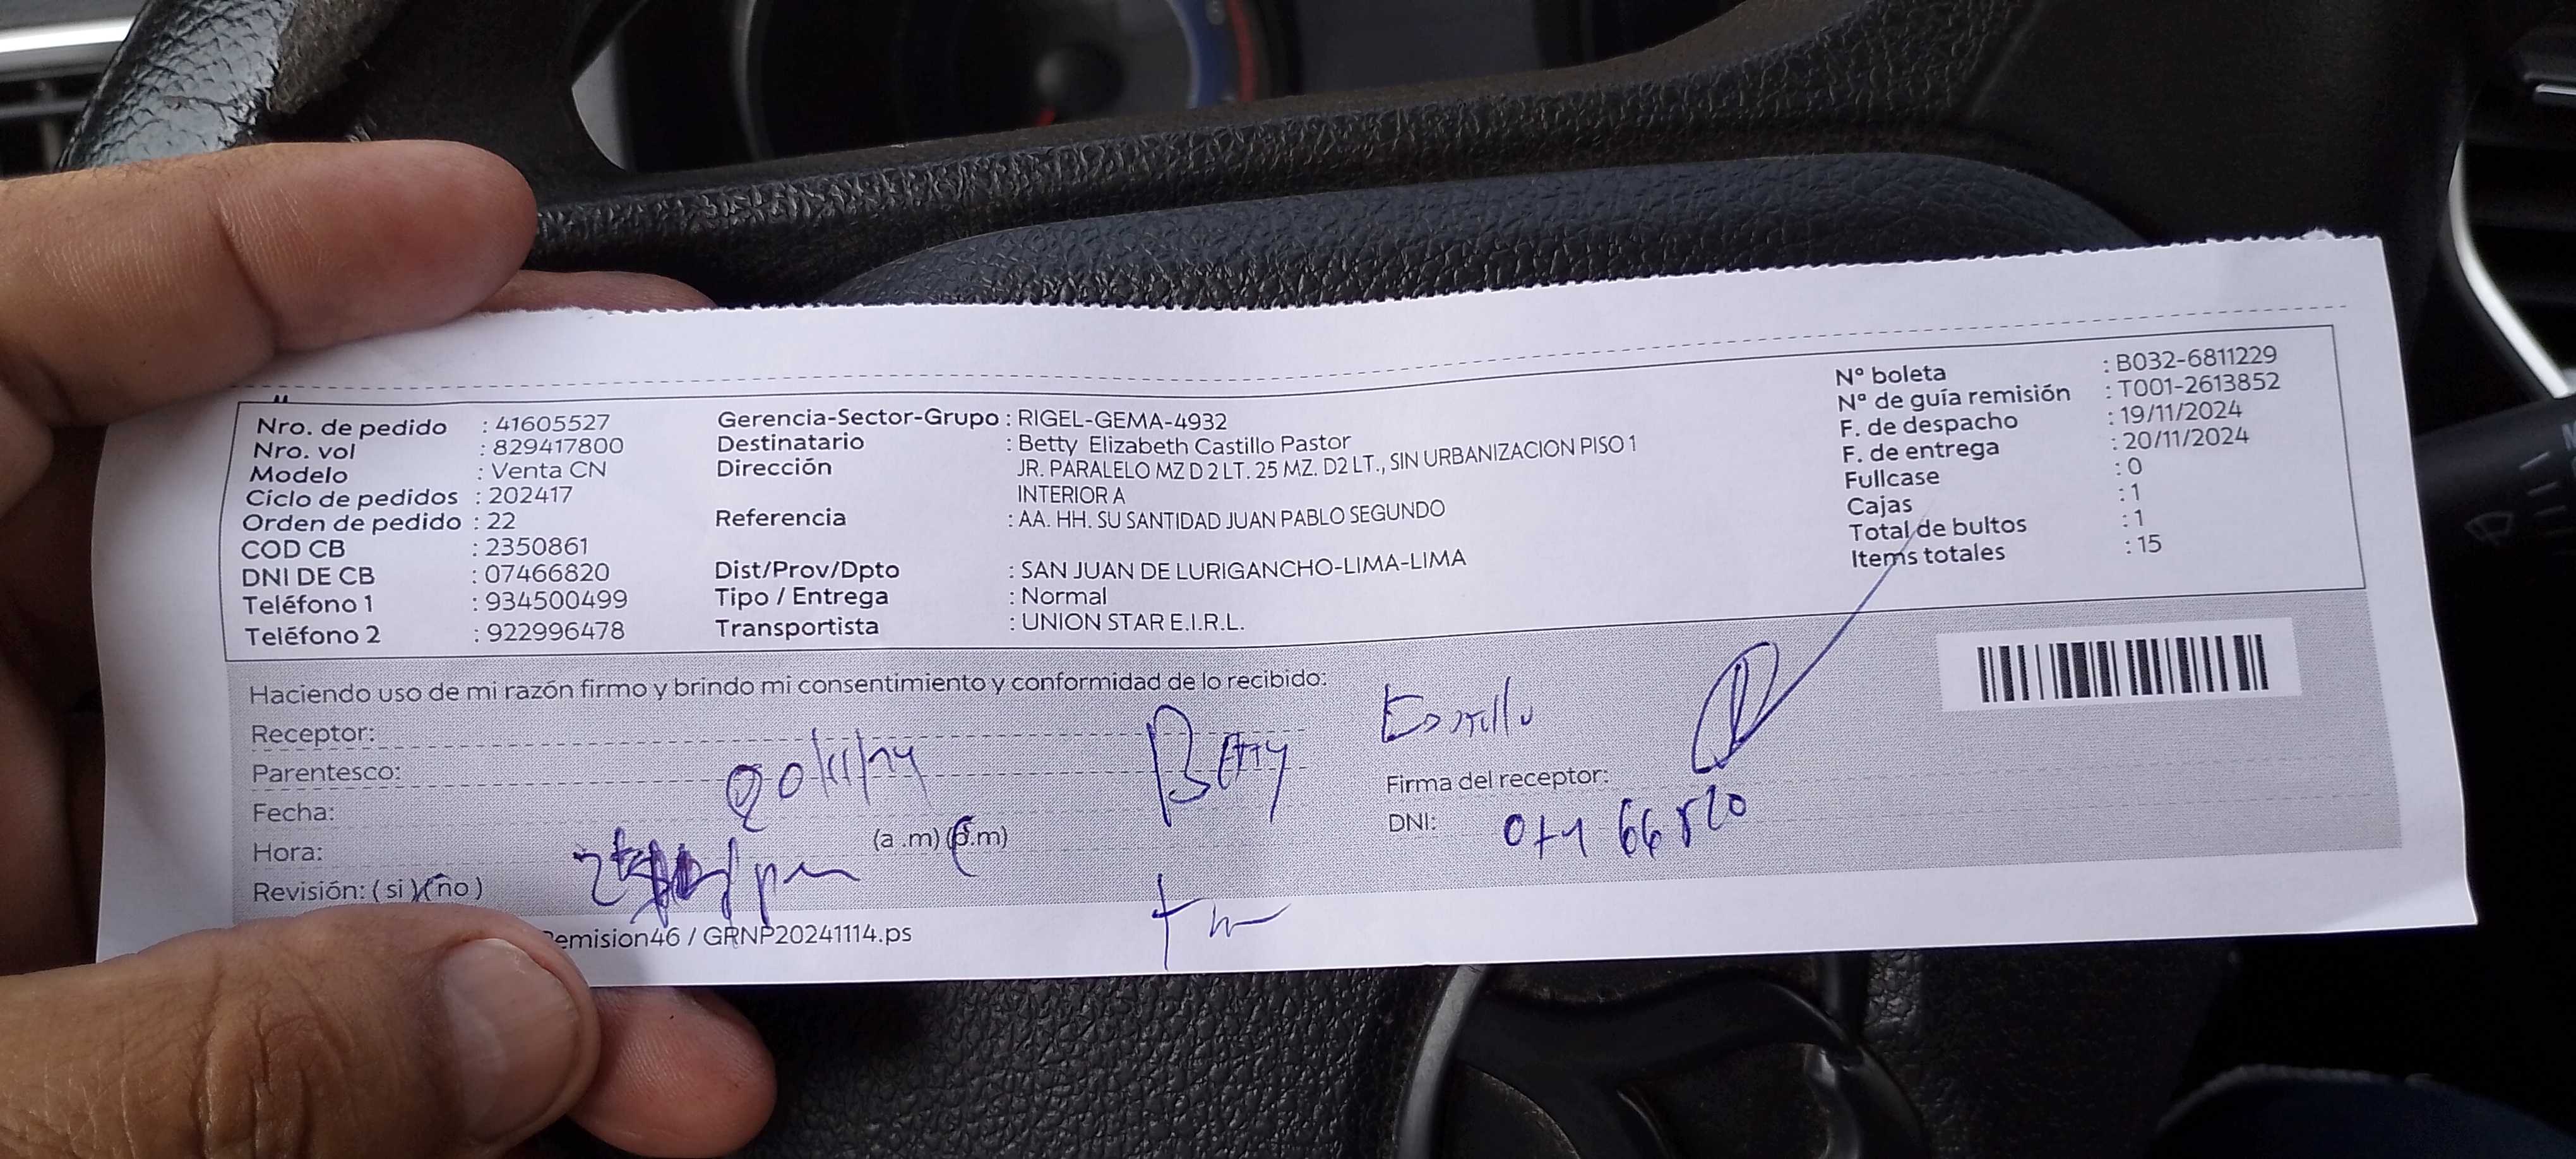 Nro. de pedido : 41605527
Nro. vol : 829417800
Modelo : Venta CN
Ciclo de pedidos : 202417
Orden de pedido : 22
COD CB : 2350861
DNI DE CB : 07466820
Teléfono 1 : 934500499
Teléfono 2 : 922996478
Gerencia-Sector-Grupo : RIGEL-GEMA-4932
Destinatario : Betty Elizabeth Castillo Pastor
Dirección JR. PARALELO MZ D 2 LT. 25 MZ. D2 LT., SIN URBANIZACION PISO 1
INTERIOR A
Referencia : AA. HH. SU SANTIDAD JUAN PABLO SEGUNDO
Dist/Prov/Dpto : SAN JUAN DE LURIGANCHO-LIMA-LIMA
Tipo / Entrega : Normal
Transportista : UNION STAR E.I.R.L.
Nº boleta : B032-6811229
Nº de guía remisión : T001-2613852
F. de despacho : 19/11/2024
F. de entrega : 20/11/2024
Fullcase : 0
Cajas : 1
Total de bultos : 1
Items totales : 15
Haciendo uso de mi razón firmo y brindo mi consentimiento y conformidad de lo recibido:
Receptor: Betty
Parentesco:
Fecha: 20/11/24
Hora: (a .m) (p.m)
Revisión: ( si ) ( no )
Firma del receptor:
DNI: 07466820
emision46 / GRNP20241114.ps